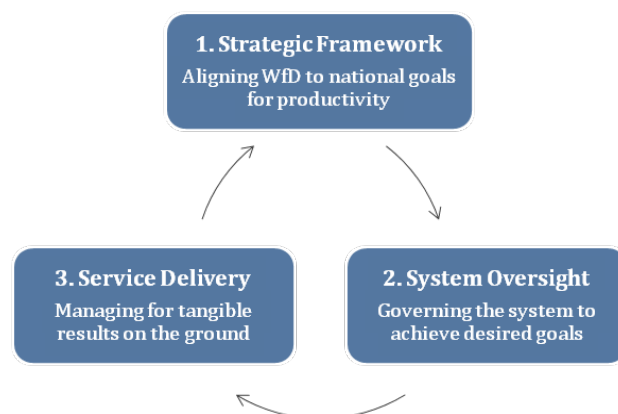 1. Strategic Framework
Aligning WfD to national goals
for productivity
3. Service Delivery
Managing for tangible
results on the ground
2. System Oversight
Governing the system to
achieve desired goals